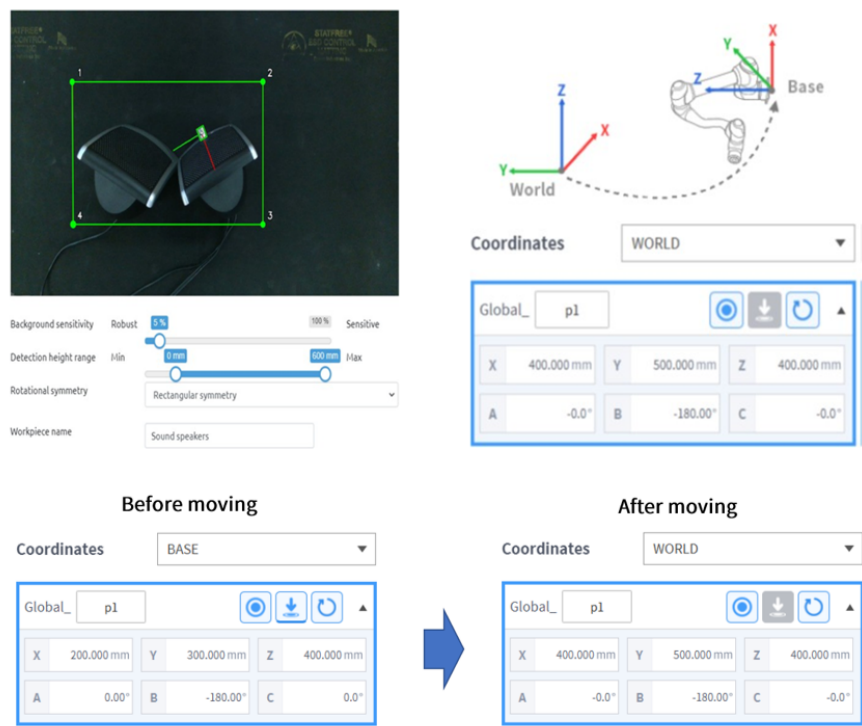 STATFREE®
CONTROL
1
2
4
3
Background sensitivity Robust 5 % 100 % Sensitive
Detection height range Min 0 mm 600 mm Max
Rotational symmetry Rectangular symmetry
Workpiece name Sound speakers
X
Y
Z
Base
Z
X
Y
World
Coordinates WORLD
Global_ p1
X 400.000 mm Y 500.000 mm Z 400.000 mm
A -0.0° B -180.00° C -0.0°
Before moving
Coordinates BASE
Global_ p1
X 200.000 mm Y 300.000 mm Z 400.000 mm
A 0.00° B -180.00° C 0.0°
After moving
Coordinates WORLD
Global_ p1
X 400.000 mm Y 500.000 mm Z 400.000 mm
A -0.0° B -180.00° C -0.0°